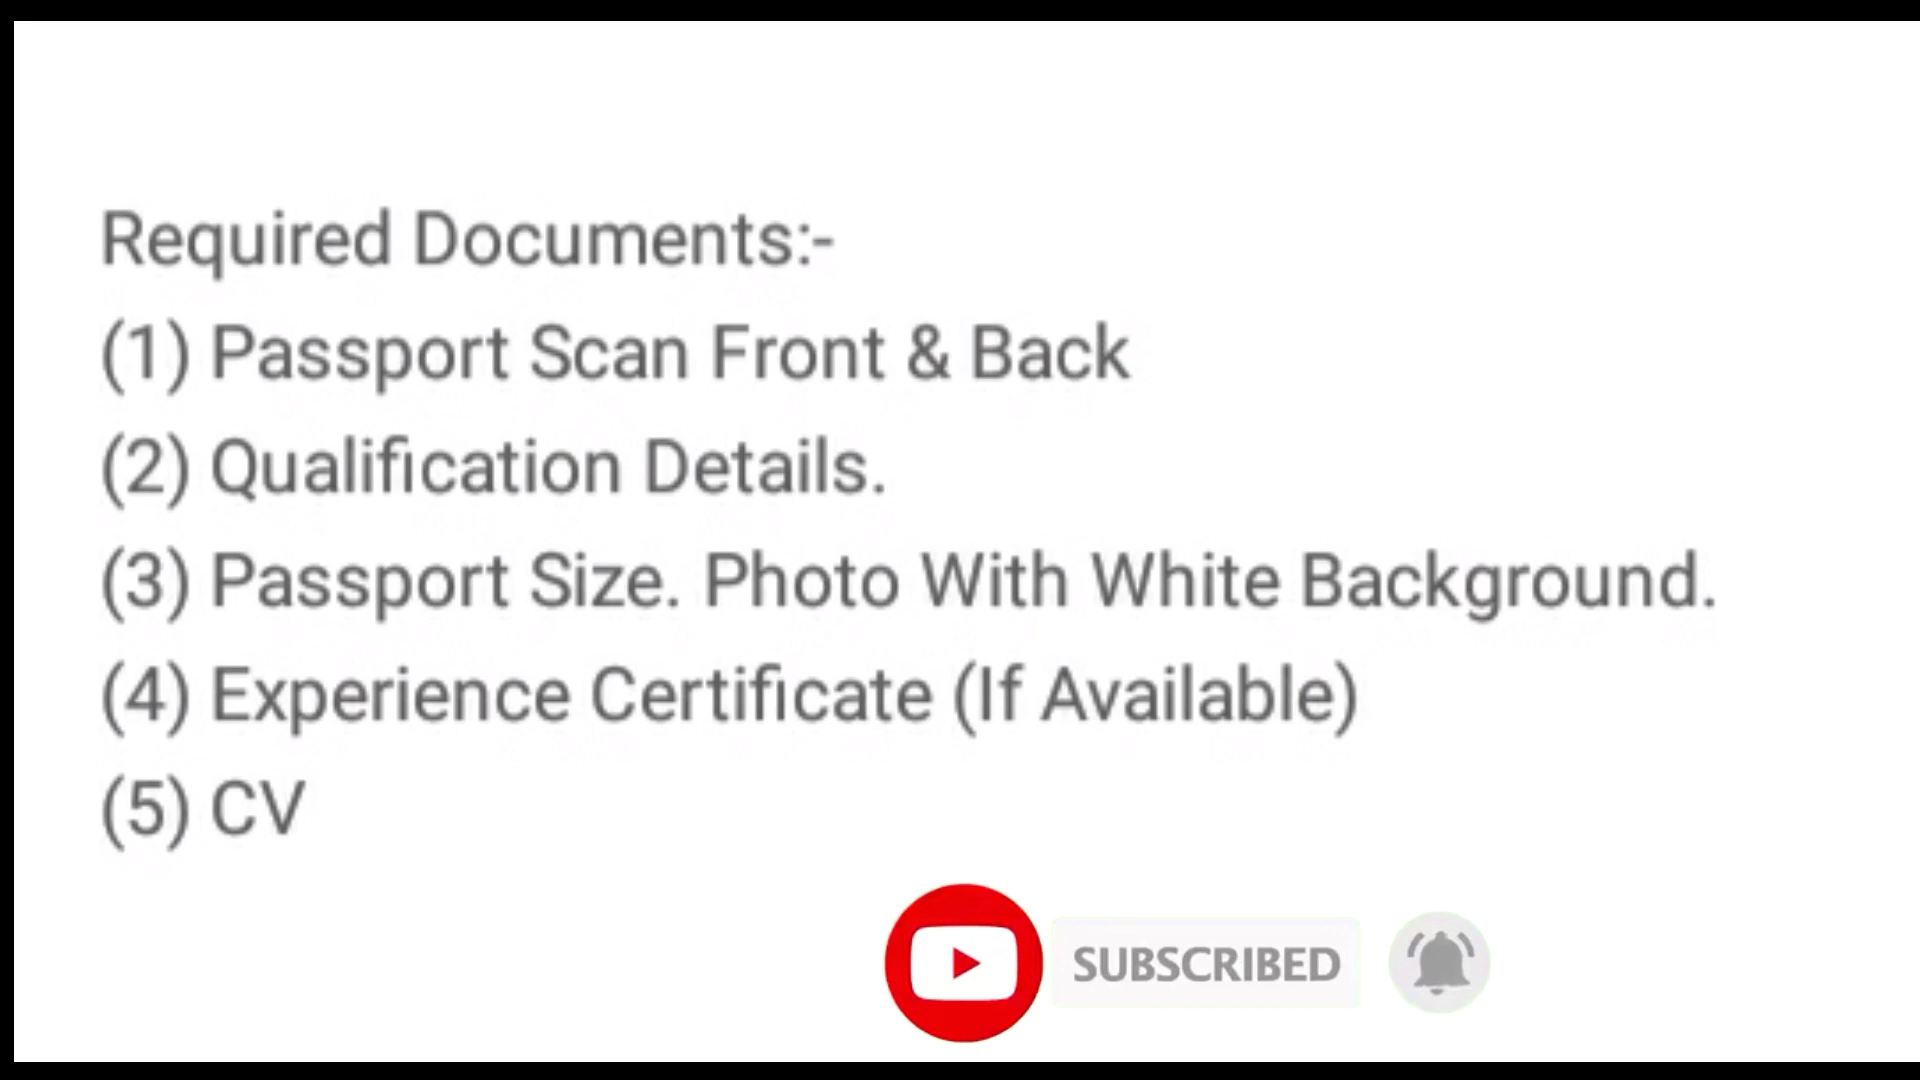 Required Documents:-
(1) Passport Scan Front & Back
(2) Qualification Details.
(3) Passport Size. Photo With White Background.
(4) Experience Certificate (If Available)
(5) CV
SUBSCRIBED